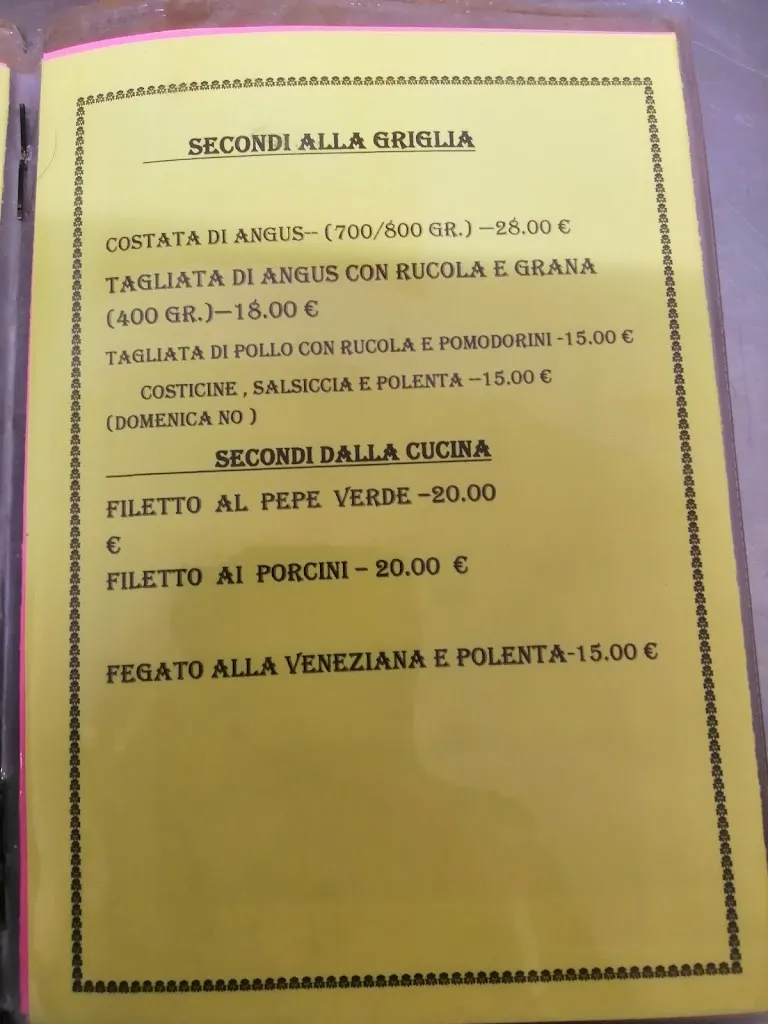 SECONDI ALLA GRIGLIA
COSTATA DI ANGUS-- (700/800 GR.) –28.00 €
TAGLIATA DI ANGUS CON RUCOLA E GRANA
(400 GR.)–18.00 €
TAGLIATA DI POLLO CON RUCOLA E POMODORINI -15.00 €
COSTICINE , SALSICCIA E POLENTA –15.00 €
(DOMENICA NO )
SECONDI DALLA CUCINA
FILETTO AL PEPE VERDE –20.00
€
FILETTO AI PORCINI – 20.00 €
FEGATO ALLA VENEZIANA E POLENTA-15.00 €